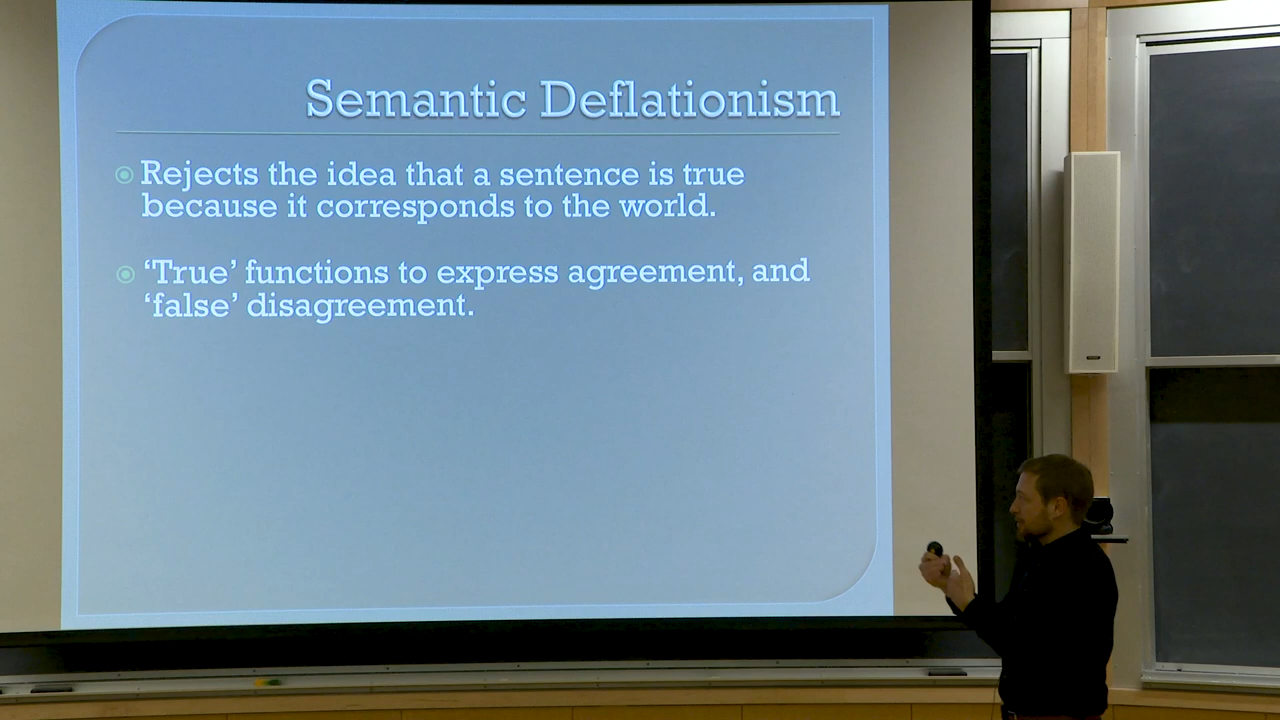 Semantic Deflationism
Rejects the idea that a sentence is true
because it corresponds to the world.
‘True’ functions to express agreement, and
‘false’ disagreement.